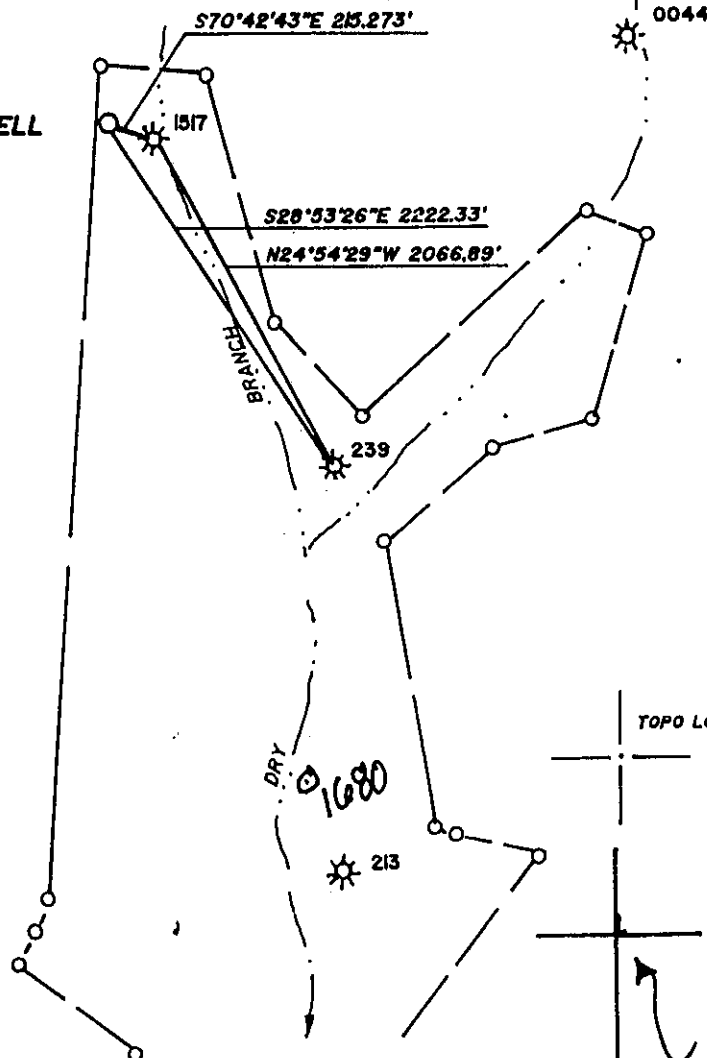 S70°42'43"E 215.273'
0044
ELL
1517
S28°53'26"E 2222.33'
N24°54'29"W 2066.89'
BRANCH
239
TOPO L
DRY
1680
213